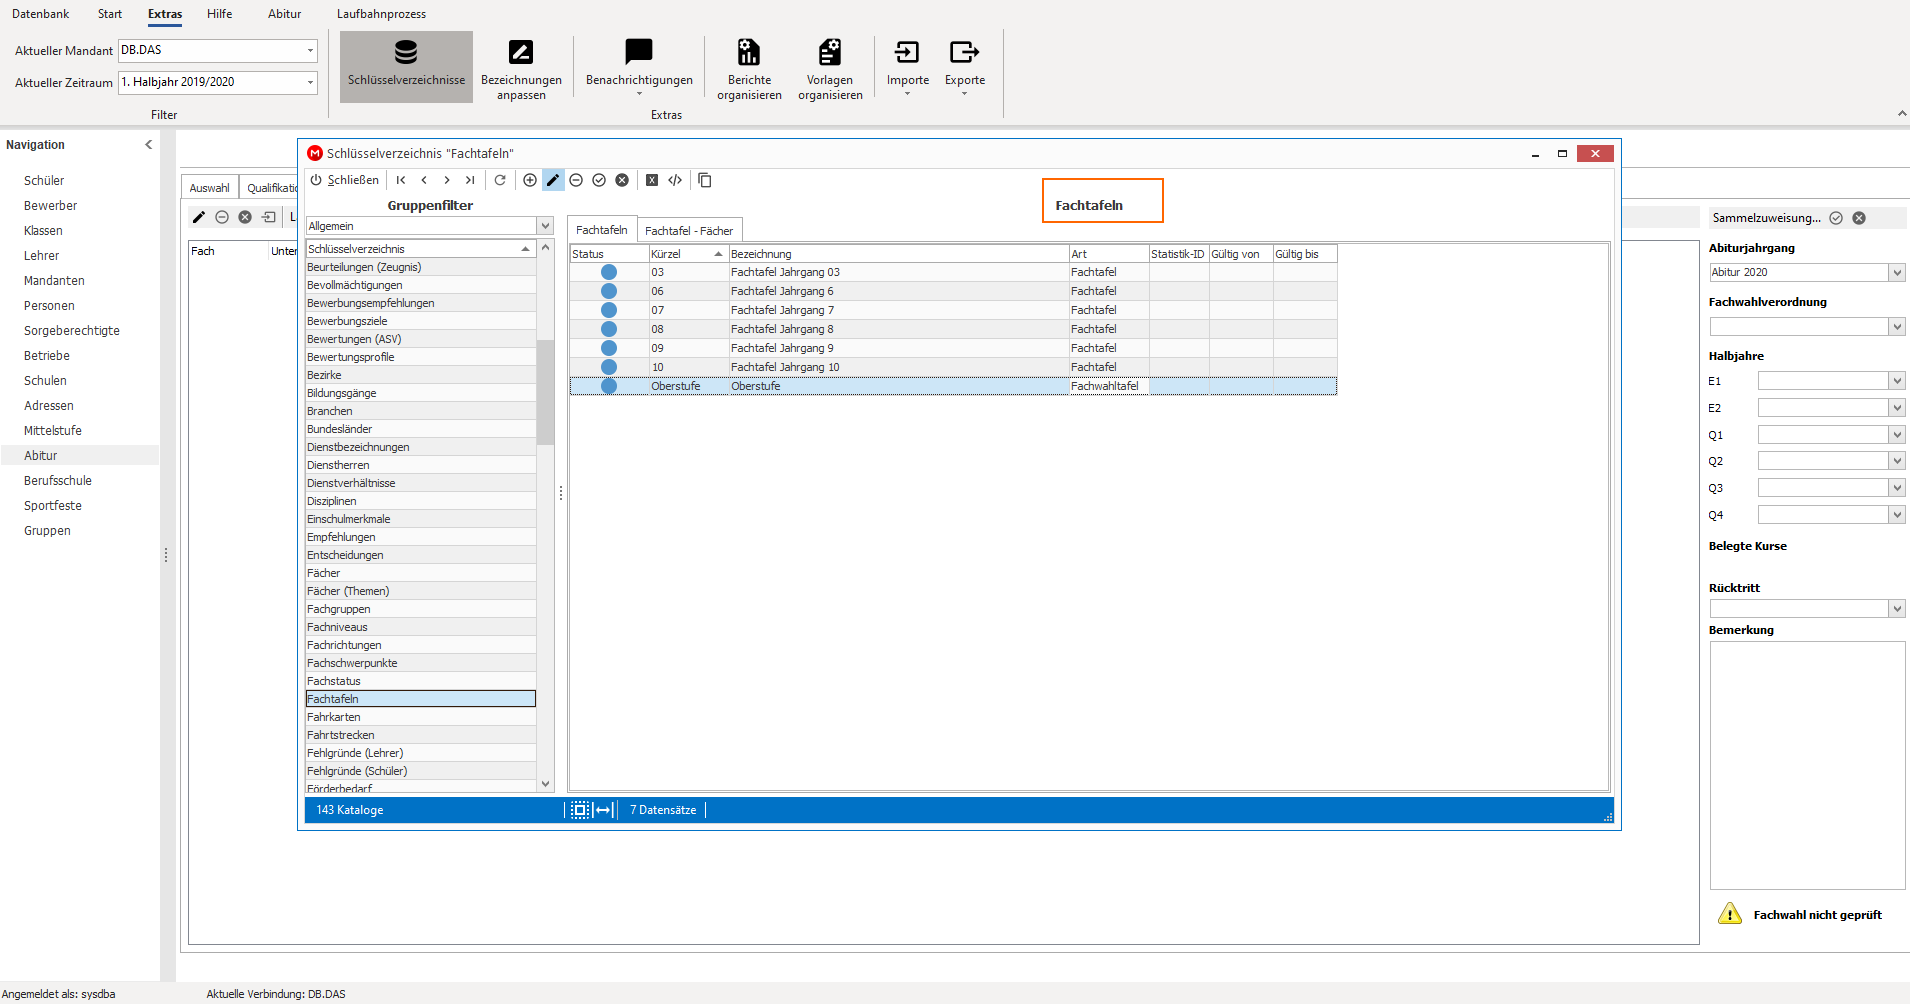 Datenbank Start Extras Hilfe Abitur Laufbahnprozess
Aktueller Mandant DB.DAS
Aktueller Zeitraum 1. Halbjahr 2019/2020
Filter
Schlüsselverzeichnisse
Bezeichnungen anpassen
Benachrichtigungen
Berichte organisieren
Vorlagen organisieren
Importe
Exporte
Extras
Navigation
Schüler
Bewerber
Klassen
Lehrer
Mandanten
Personen
Sorgeberechtigte
Betriebe
Schulen
Adressen
Mittelstufe
Abitur
Berufsschule
Sportfeste
Gruppen
Auswahl
Fach
Schlüsselverzeichnis "Fachtafeln"
Schließen
Gruppenfilter
Fachtafeln
Allgemein
Schlüsselverzeichnis
Beurteilungen (Zeugnis)
Bevollmächtigungen
Bewerbungsempfehlungen
Bewerbungsziele
Bewertungen (ASV)
Bewertungsprofile
Bezirke
Bildungsgänge
Branchen
Bundesländer
Dienstbezeichnungen
Dienstherren
Dienstverhältnisse
Disziplinen
Einschulmerkmale
Empfehlungen
Entscheidungen
Fächer
Fächer (Themen)
Fachgruppen
Fachniveaus
Fachrichtungen
Fachschwerpunkte
Fachstatus
Fachtafeln
Fahrkarten
Fahrtstrecken
Fehlgründe (Lehrer)
Fehlgründe (Schüler)
Förderbedarf
Fachtafeln Fachtafel - Fächer
Status Kürzel Bezeichnung Art Statistik-ID Gültig von Gültig bis
03 Fachtafel Jahrgang 03 Fachtafel
06 Fachtafel Jahrgang 6 Fachtafel
07 Fachtafel Jahrgang 7 Fachtafel
08 Fachtafel Jahrgang 8 Fachtafel
09 Fachtafel Jahrgang 9 Fachtafel
10 Fachtafel Jahrgang 10 Fachtafel
Oberstufe Oberstufe Fachwahltafel
143 Kataloge 7 Datensätze
Sammelzuweisung...
Abiturjahrgang
Abitur 2020
Fachwahlverordnung
Halbjahre
E1
E2
Q1
Q2
Q3
Q4
Belegte Kurse
Rücktritt
Bemerkung
Fachwahl nicht geprüft
Angemeldet als: sysdba Aktuelle Verbindung: DB.DAS